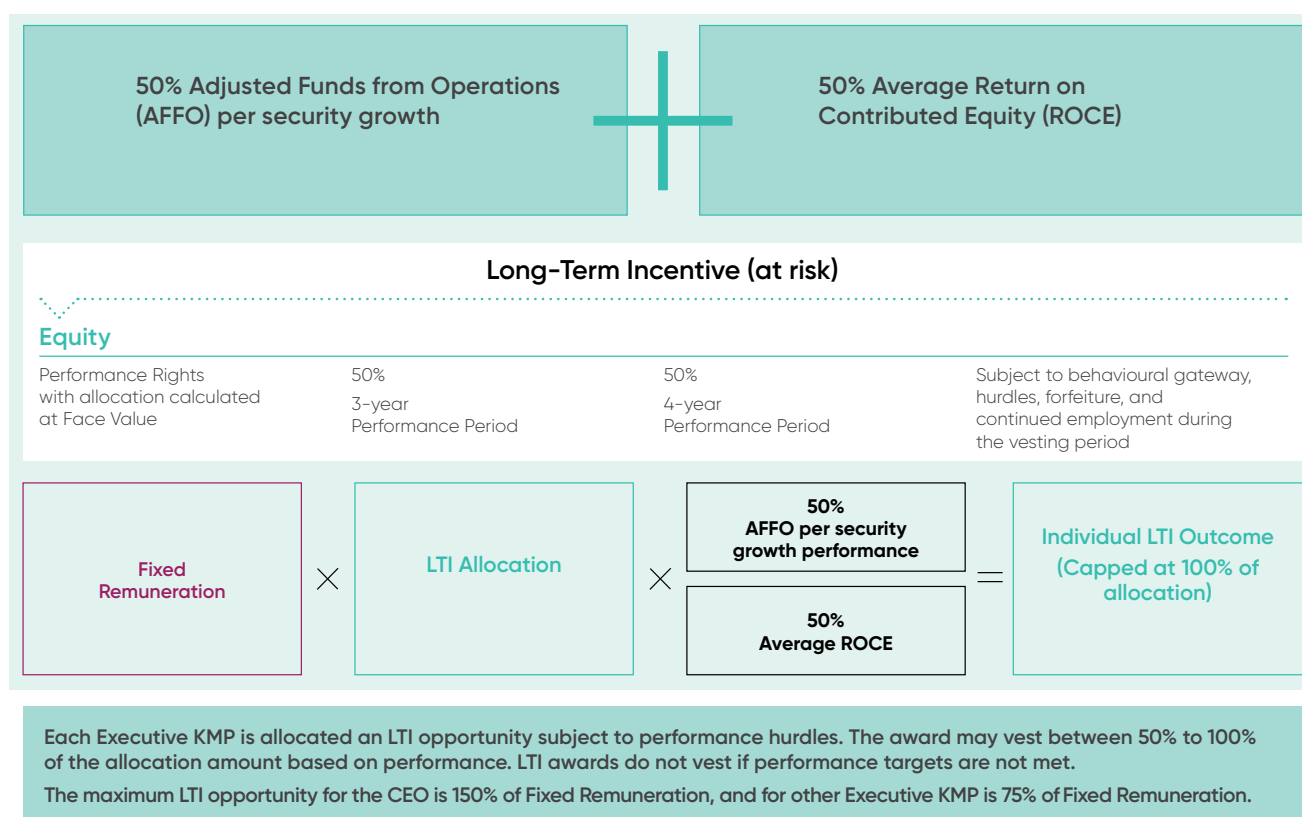 50% Adjusted Funds from Operations
(AFFO) per security growth
50% Average Return on
Contributed Equity (ROCE)
Long-Term Incentive (at risk)
Equity
Performance Rights
with allocation calculated
at Face Value
50%
3-year
Performance Period
50%
4-year
Performance Period
Subject to behavioural gateway,
hurdles, forfeiture, and
continued employment during
the vesting period
Fixed
Remuneration
×
LTI Allocation
×
50%
AFFO per security
growth performance
50%
Average ROCE
=
Individual LTI Outcome
(Capped at 100% of
allocation)
Each Executive KMP is allocated an LTI opportunity subject to performance hurdles. The award may vest between 50% to 100%
of the allocation amount based on performance. LTI awards do not vest if performance targets are not met.
The maximum LTI opportunity for the CEO is 150% of Fixed Remuneration, and for other Executive KMP is 75% of Fixed Remuneration.